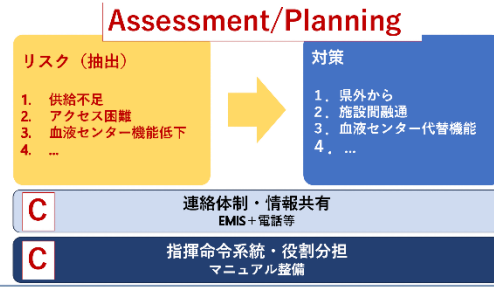 Assessment/Planning
リスク（抽出）
1. 供給不足
2. アクセス困難
3. 血液センター機能低下
4. ...
対策
1．県外から
2．施設間融通
3．血液センター代替機能
4．...
C
連絡体制・情報共有
EMIS＋電話等
C
指揮命令系統・役割分担
マニュアル整備